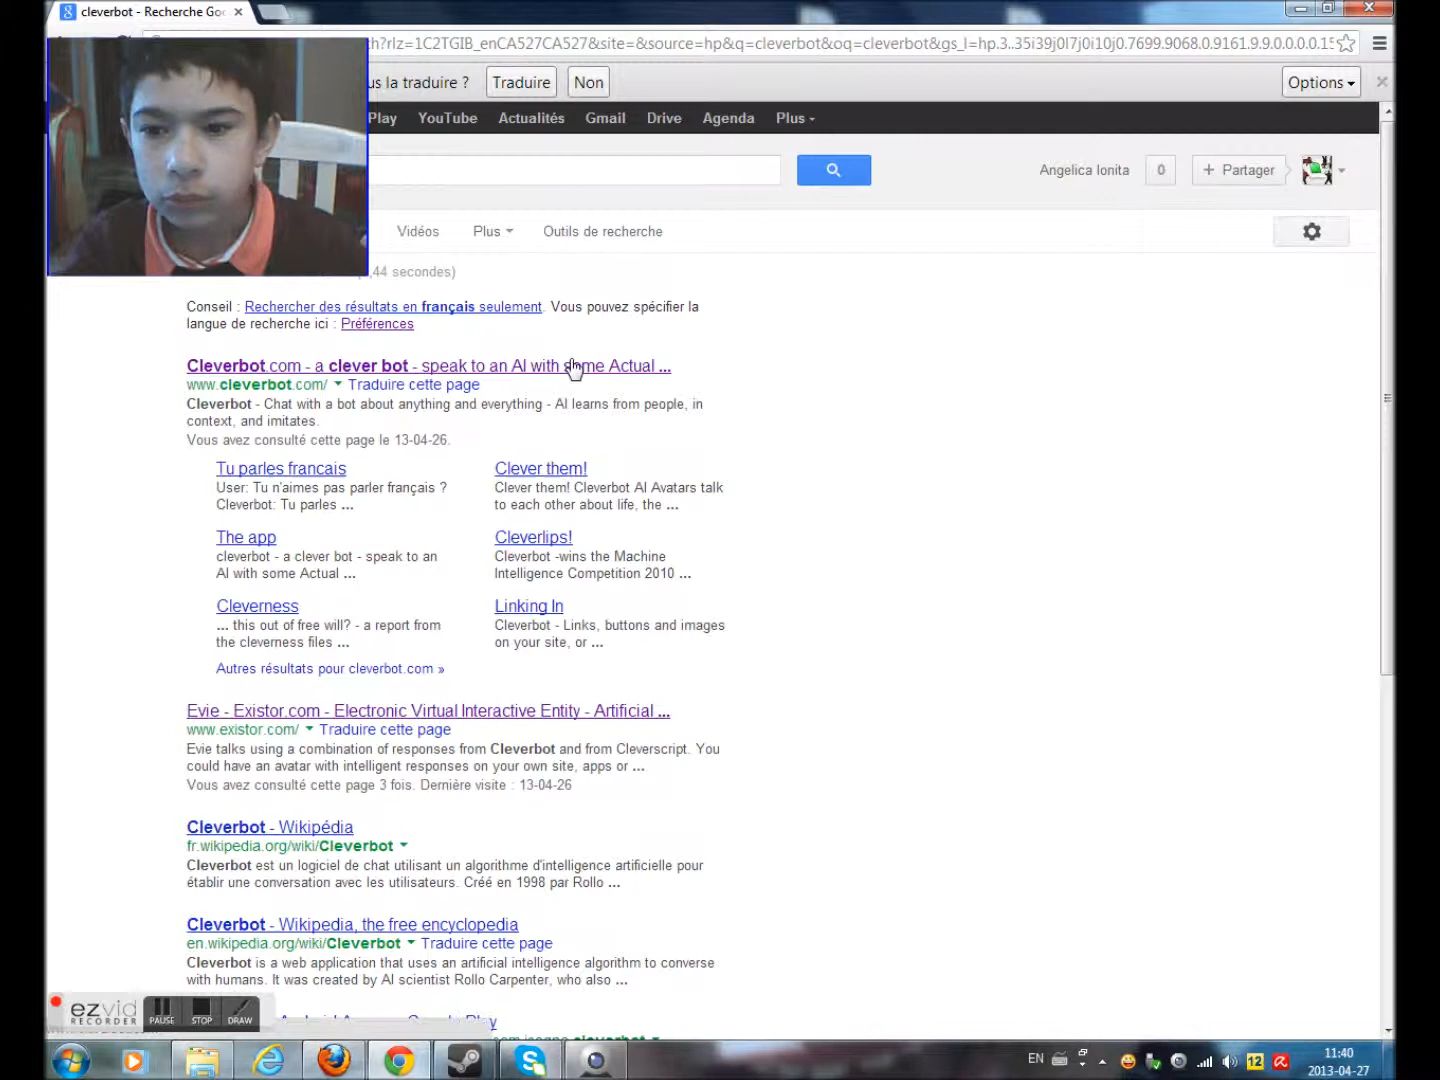 cleverbot - Recherche Goo
ch?rlz=1C2TGIB_enCA527CA527&site=&source=hp&q=cleverbot&oq=cleverbot&gs_l=hp.3..35i39j0l7j0i10j0.7699.9068.0.9161.9.9.0.0.0.0.15
us la traduire ? Traduire Non Options
Play YouTube Actualités Gmail Drive Agenda Plus
Angelica Ionita 0 + Partager
Vidéos Plus Outils de recherche
,44 secondes)
Conseil : Rechercher des résultats en français seulement. Vous pouvez spécifier la
langue de recherche ici : Préférences
Cleverbot.com - a clever bot - speak to an AI with some Actual ...
www.cleverbot.com/ Traduire cette page
Cleverbot - Chat with a bot about anything and everything - AI learns from people, in
context, and imitates.
Vous avez consulté cette page le 13-04-26.
Tu parles francais
User: Tu n'aimes pas parler français ?
Cleverbot: Tu parles ...
Clever them!
Clever them! Cleverbot AI Avatars talk
to each other about life, the ...
The app
cleverbot - a clever bot - speak to an
AI with some Actual ...
Cleverlips!
Cleverbot -wins the Machine
Intelligence Competition 2010 ...
Cleverness
... this out of free will? - a report from
the cleverness files ...
Linking In
Cleverbot - Links, buttons and images
on your site, or ...
Autres résultats pour cleverbot.com »
Evie - Existor.com - Electronic Virtual Interactive Entity - Artificial ...
www.existor.com/ Traduire cette page
Evie talks using a combination of responses from Cleverbot and from Cleverscript. You
could have an avatar with intelligent responses on your own site, apps or ...
Vous avez consulté cette page 3 fois. Dernière visite : 13-04-26
Cleverbot - Wikipédia
fr.wikipedia.org/wiki/Cleverbot
Cleverbot est un logiciel de chat utilisant un algorithme d'intelligence artificielle pour
établir une conversation avec les utilisateurs. Créé en 1998 par Rollo ...
Cleverbot - Wikipedia, the free encyclopedia
en.wikipedia.org/wiki/Cleverbot Traduire cette page
Cleverbot is a web application that uses an artificial intelligence algorithm to converse
with humans. It was created by AI scientist Rollo Carpenter, who also ...
ezvid
RECORDER
PAUSE STOP DRAW
Play
EN 12 11:40
2013-04-27